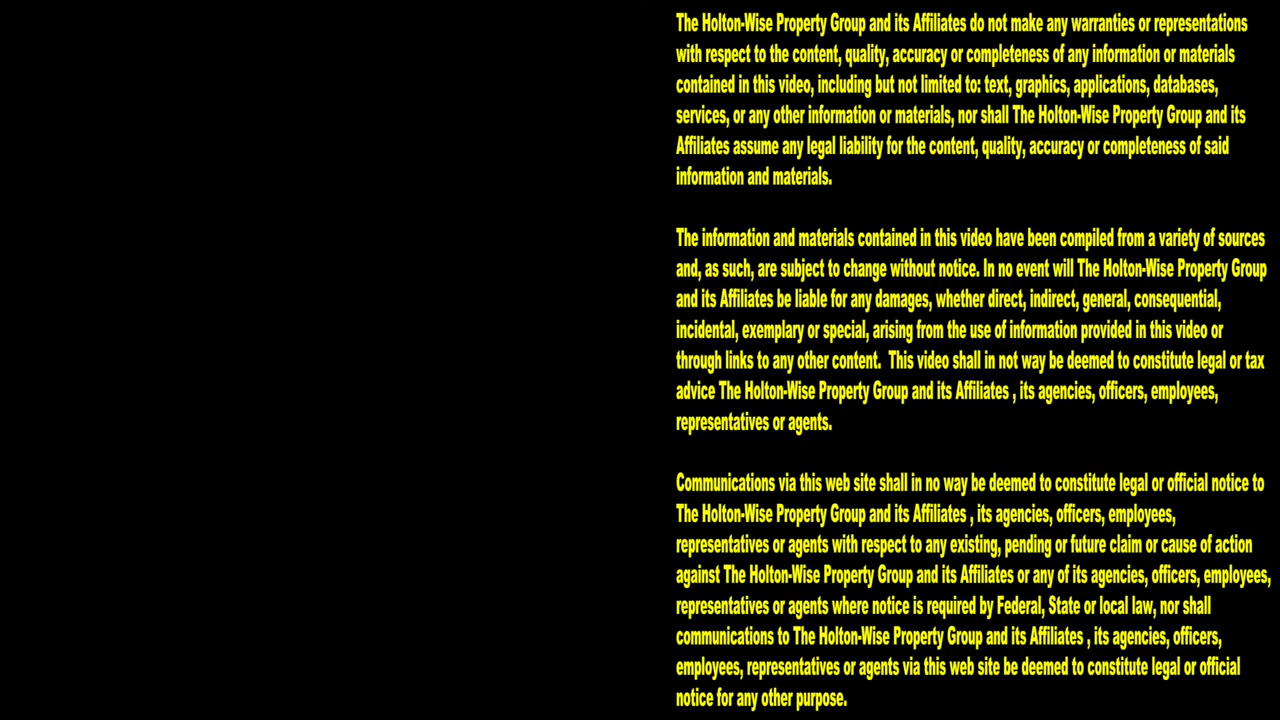 The Holton-Wise Property Group and its Affiliates do not make any warranties or representations
with respect to the content, quality, accuracy or completeness of any information or materials
contained in this video, including but not limited to: text, graphics, applications, databases,
services, or any other information or materials, nor shall The Holton-Wise Property Group and its
Affiliates assume any legal liability for the content, quality, accuracy or completeness of said
information and materials.
The information and materials contained in this video have been compiled from a variety of sources
and, as such, are subject to change without notice. In no event will The Holton-Wise Property Group
and its Affiliates be liable for any damages, whether direct, indirect, general, consequential,
incidental, exemplary or special, arising from the use of information provided in this video or
through links to any other content.  This video shall in not way be deemed to constitute legal or tax
advice The Holton-Wise Property Group and its Affiliates , its agencies, officers, employees,
representatives or agents.
Communications via this web site shall in no way be deemed to constitute legal or official notice to
The Holton-Wise Property Group and its Affiliates , its agencies, officers, employees,
representatives or agents with respect to any existing, pending or future claim or cause of action
against The Holton-Wise Property Group and its Affiliates or any of its agencies, officers, employees,
representatives or agents where notice is required by Federal, State or local law, nor shall
communications to The Holton-Wise Property Group and its Affiliates , its agencies, officers,
employees, representatives or agents via this web site be deemed to constitute legal or official
notice for any other purpose.